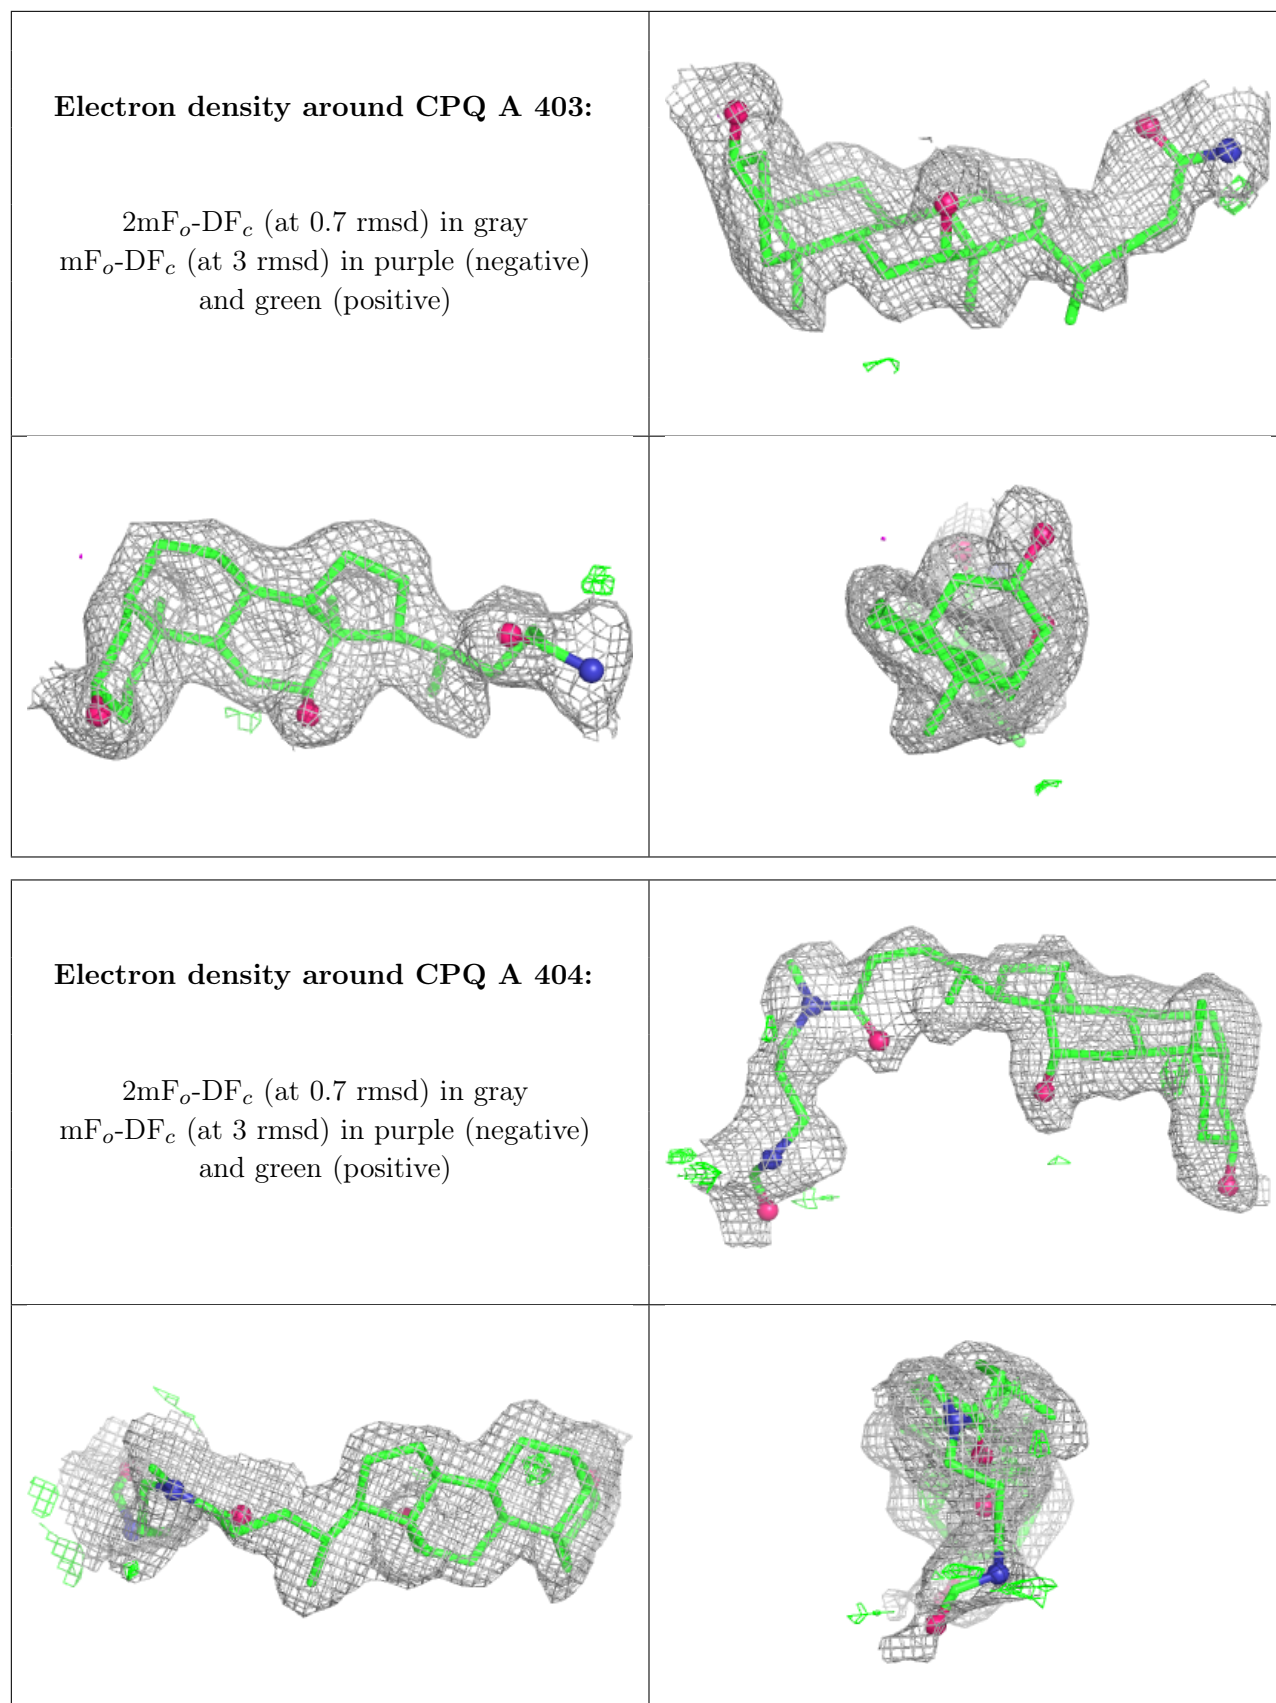 Electron density around CPQ A 403:
2mFo-DFc (at 0.7 rmsd) in gray
mFo-DFc (at 3 rmsd) in purple (negative)
and green (positive)
Electron density around CPQ A 404:
2mFo-DFc (at 0.7 rmsd) in gray
mFo-DFc (at 3 rmsd) in purple (negative)
and green (positive)